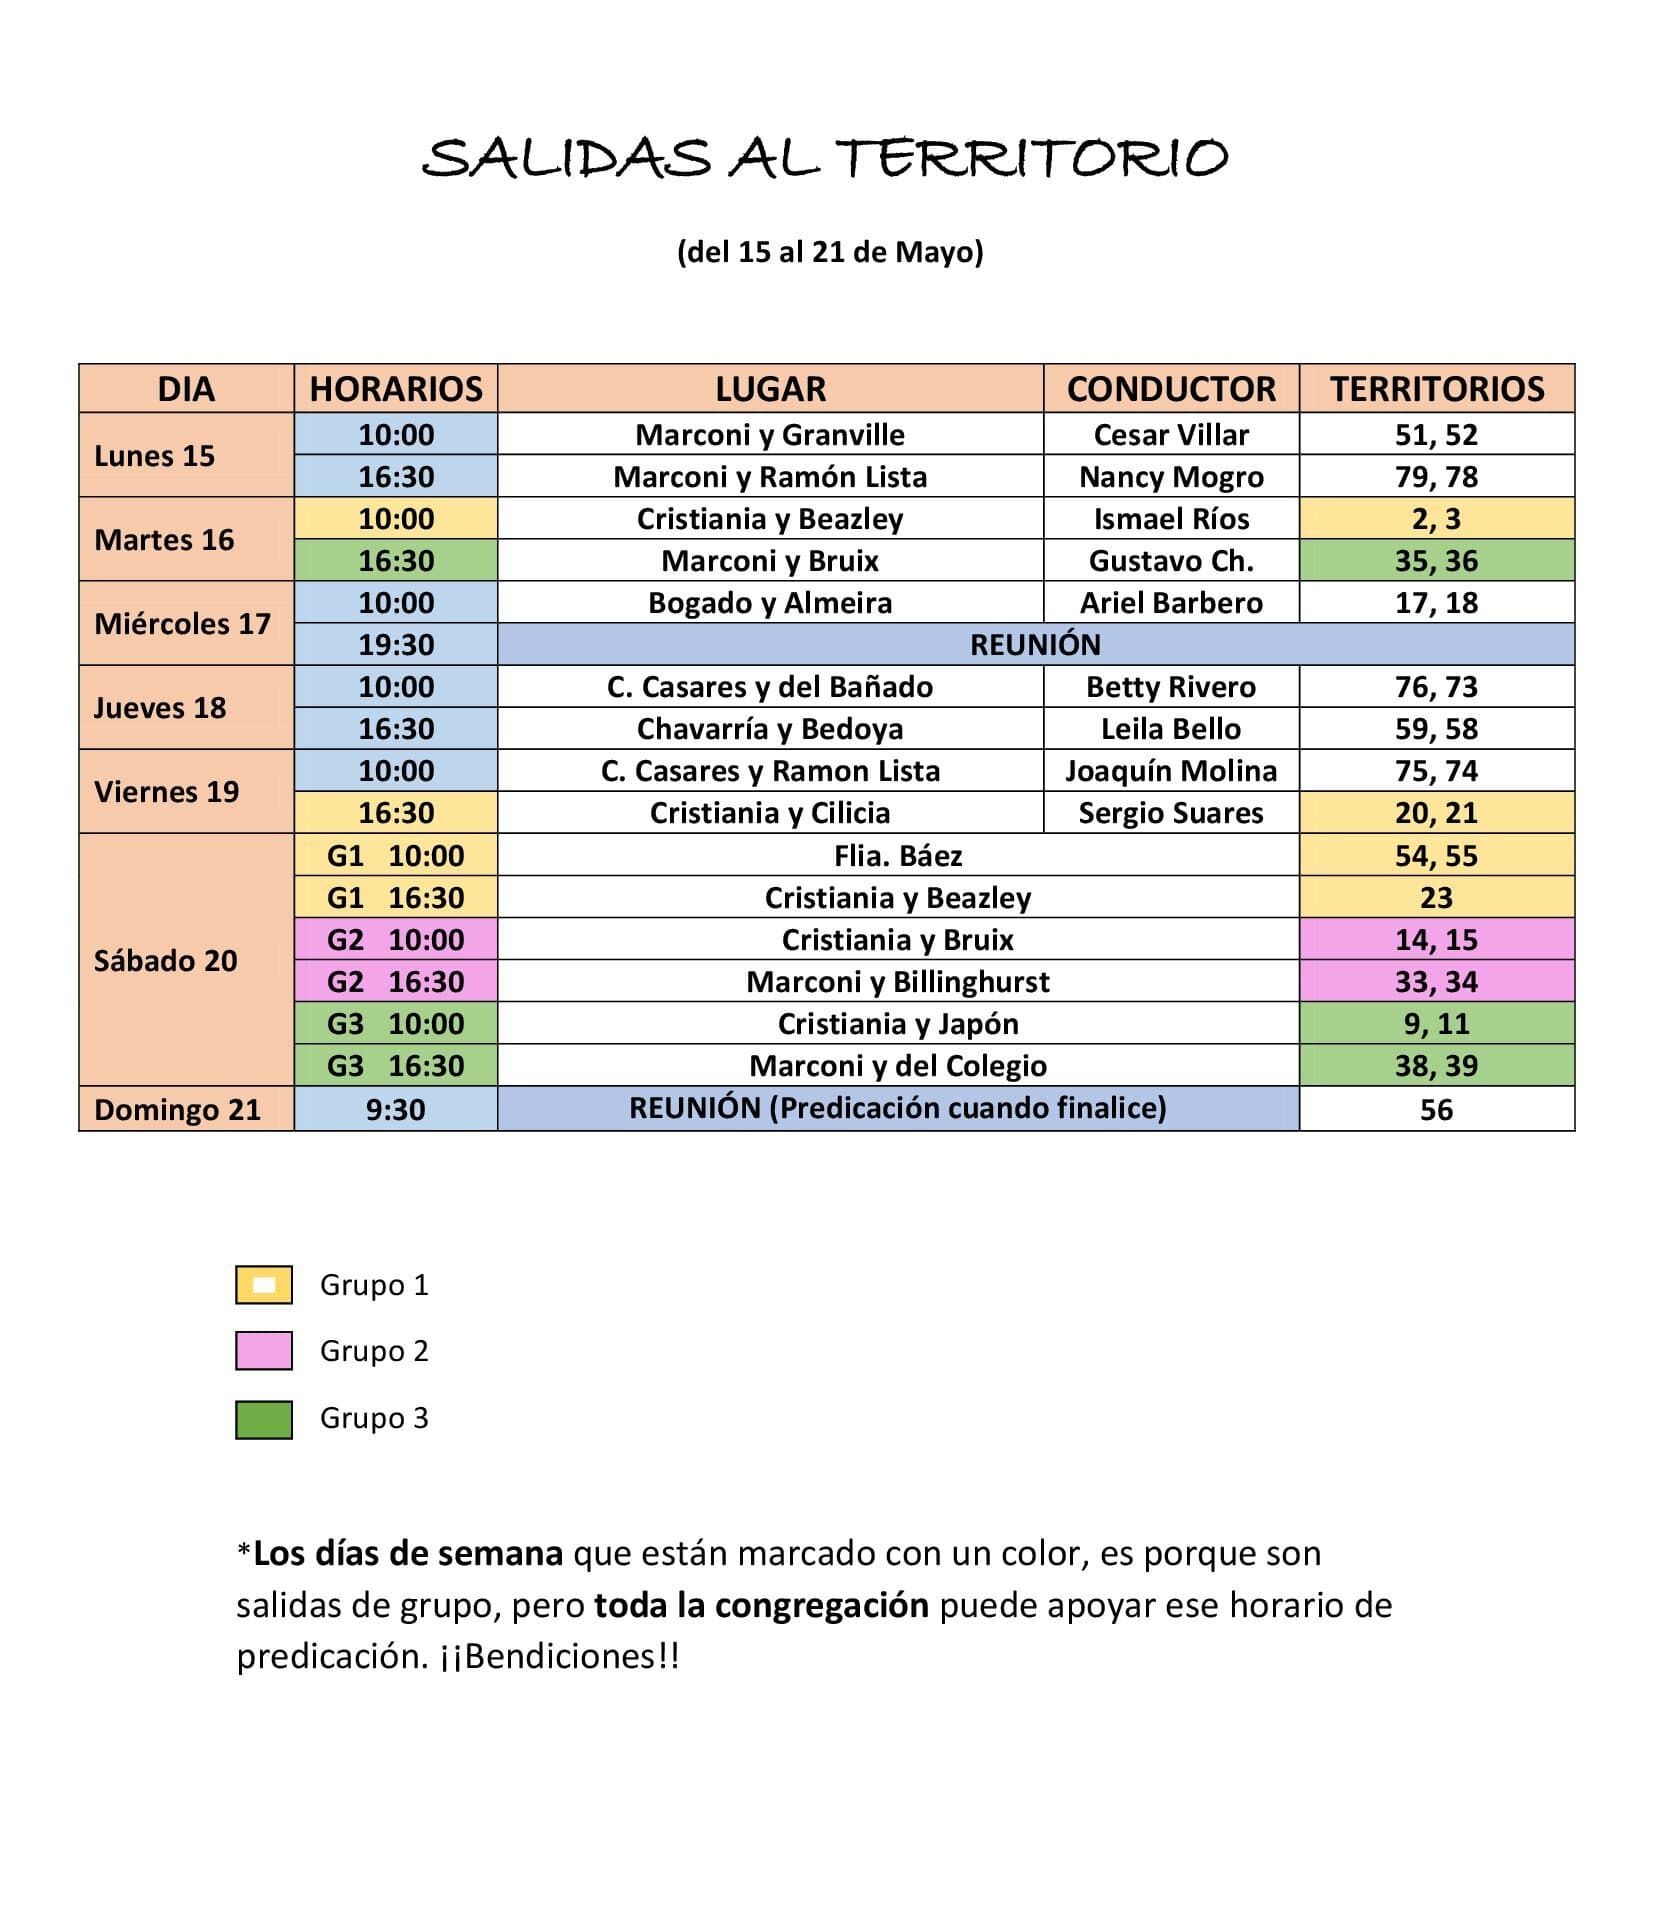 SALIDAS AL TERRITORIO
(del 15 al 21 de Mayo)
DIA HORARIOS LUGAR CONDUCTOR TERRITORIOS
Lunes 15 10:00 Marconi y Granville Cesar Villar 51, 52
16:30 Marconi y Ramón Lista Nancy Mogro 79, 78
Martes 16 10:00 Cristiania y Beazley Ismael Ríos 2, 3
16:30 Marconi y Bruix Gustavo Ch. 35, 36
Miércoles 17 10:00 Bogado y Almeira Ariel Barbero 17, 18
19:30 REUNIÓN
Jueves 18 10:00 C. Casares y del Bañado Betty Rivero 76, 73
16:30 Chavarría y Bedoya Leila Bello 59, 58
Viernes 19 10:00 C. Casares y Ramon Lista Joaquín Molina 75, 74
16:30 Cristiania y Cilicia Sergio Suares 20, 21
Sábado 20 G1 10:00 Flia. Báez 54, 55
G1 16:30 Cristiania y Beazley 23
G2 10:00 Cristiania y Bruix 14, 15
G2 16:30 Marconi y Billinghurst 33, 34
G3 10:00 Cristiania y Japón 9, 11
G3 16:30 Marconi y del Colegio 38, 39
Domingo 21 9:30 REUNIÓN (Predicación cuando finalice) 56
Grupo 1
Grupo 2
Grupo 3
*Los días de semana que están marcado con un color, es porque son
salidas de grupo, pero toda la congregación puede apoyar ese horario de
predicación. ¡¡Bendiciones!!